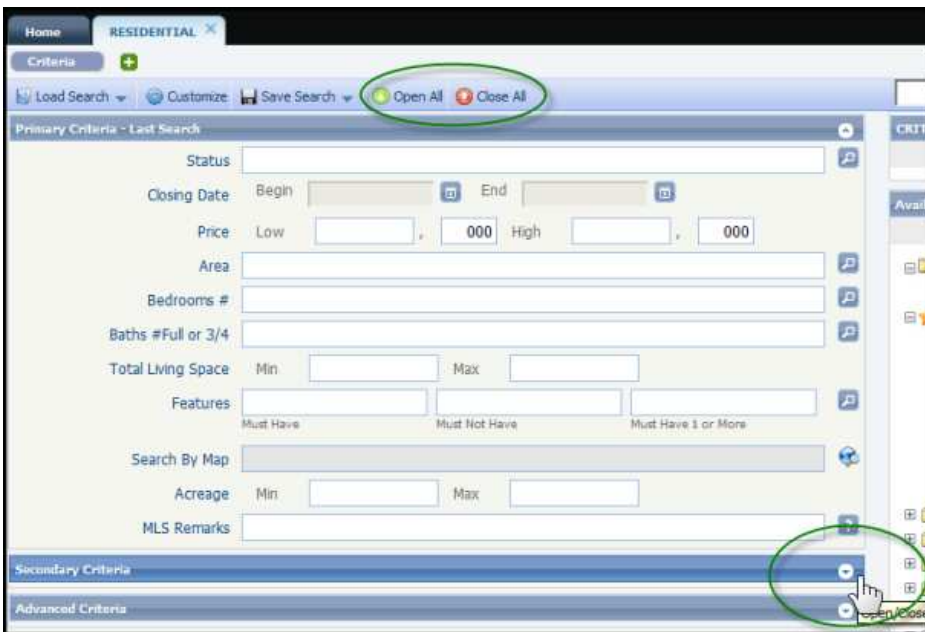 Home RESIDENTIAL
Criteria
Load Search Customize Save Search Open All Close All
Primary Criteria - Last Search
Status
Closing Date Begin End
Price Low , 000 High , 000
Area
Bedrooms #
Baths #Full or 3/4
Total Living Space Min Max
Features
Must Have Must Not Have Must Have 1 or More
Search By Map
Acreage Min Max
MLS Remarks
Secondary Criteria
Advanced Criteria
Open/Close